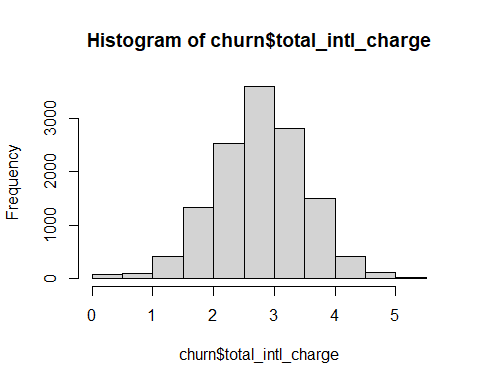 Histogram of churn$total_intl_charge
Frequency
3000
2000
1000
0
0 1 2 3 4 5
churn$total_intl_charge